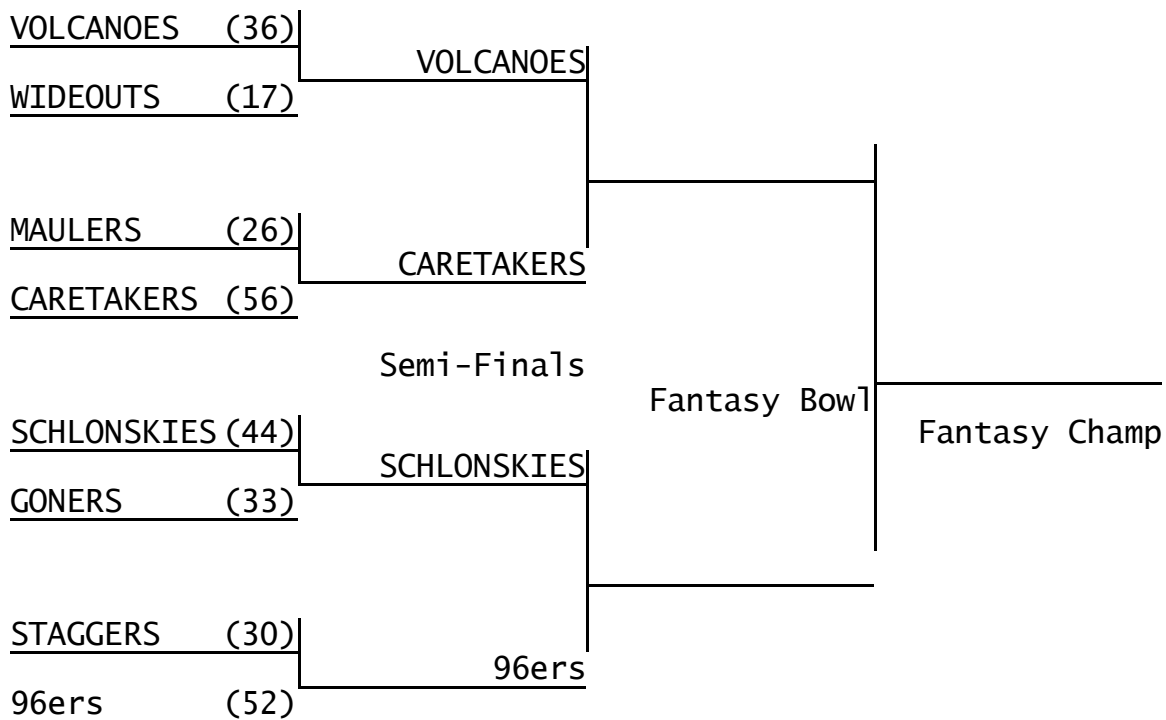 VOLCANOES (36)
VOLCANOES
WIDEOUTS (17)
MAULERS (26)
CARETAKERS
CARETAKERS (56)
Semi-Finals
Fantasy Bowl
SCHLONSKIES (44)
Fantasy Champ
SCHLONSKIES
GONERS (33)
STAGGERS (30)
96ers
96ers (52)